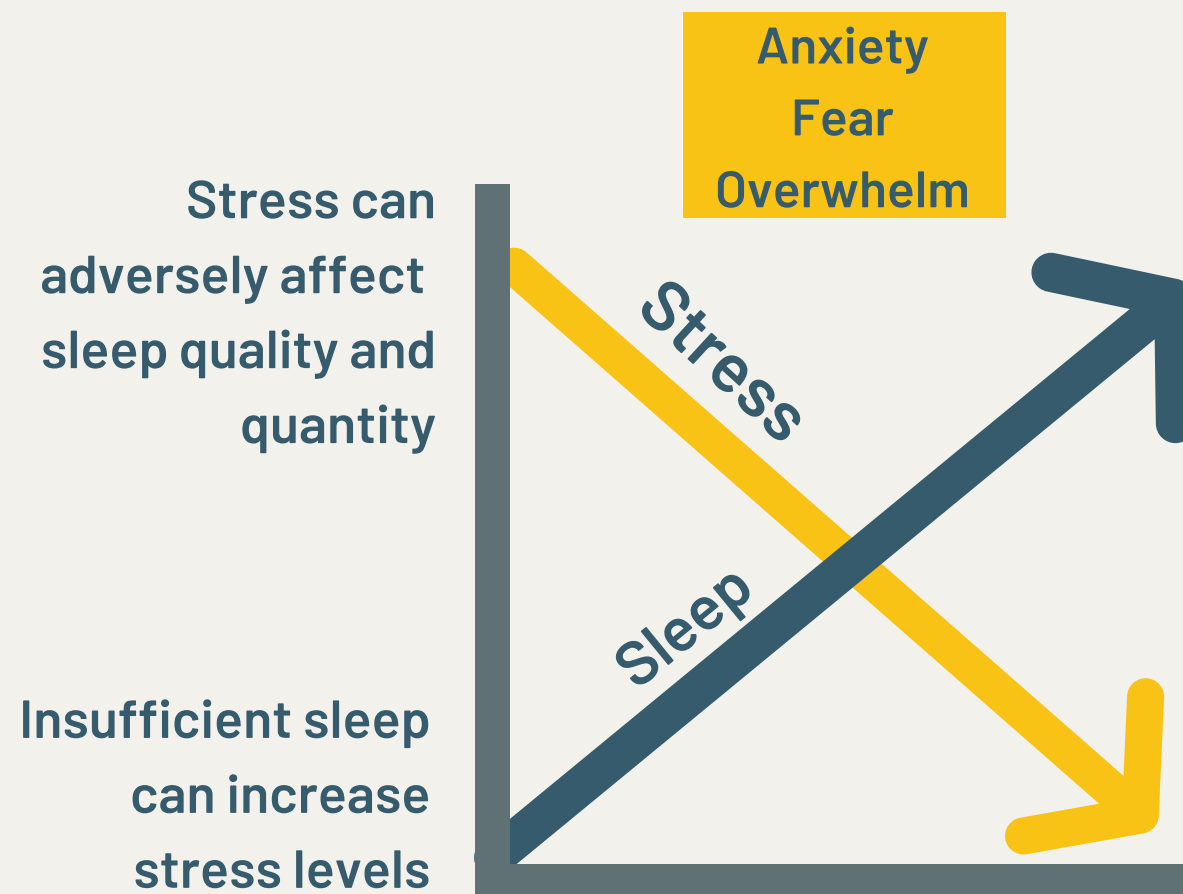 Anxiety
Fear
Overwhelm
Stress can
adversely affect
sleep quality and
quantity
Stress
Sleep
Insufficient sleep
can increase
stress levels